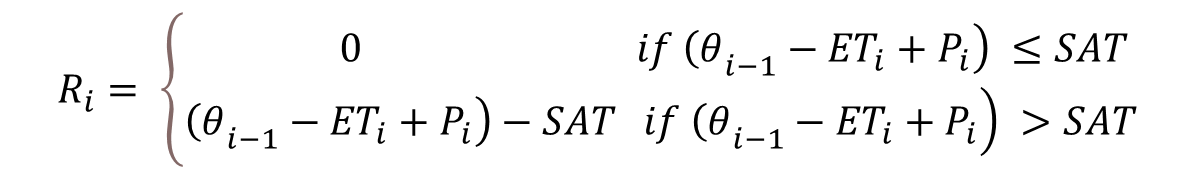 0 if (θ_{i−1} − ET_i + P_i) ≤ SAT
R_i = {
(θ_{i−1} − ET_i + P_i) − SAT if (θ_{i−1} − ET_i + P_i) > SAT